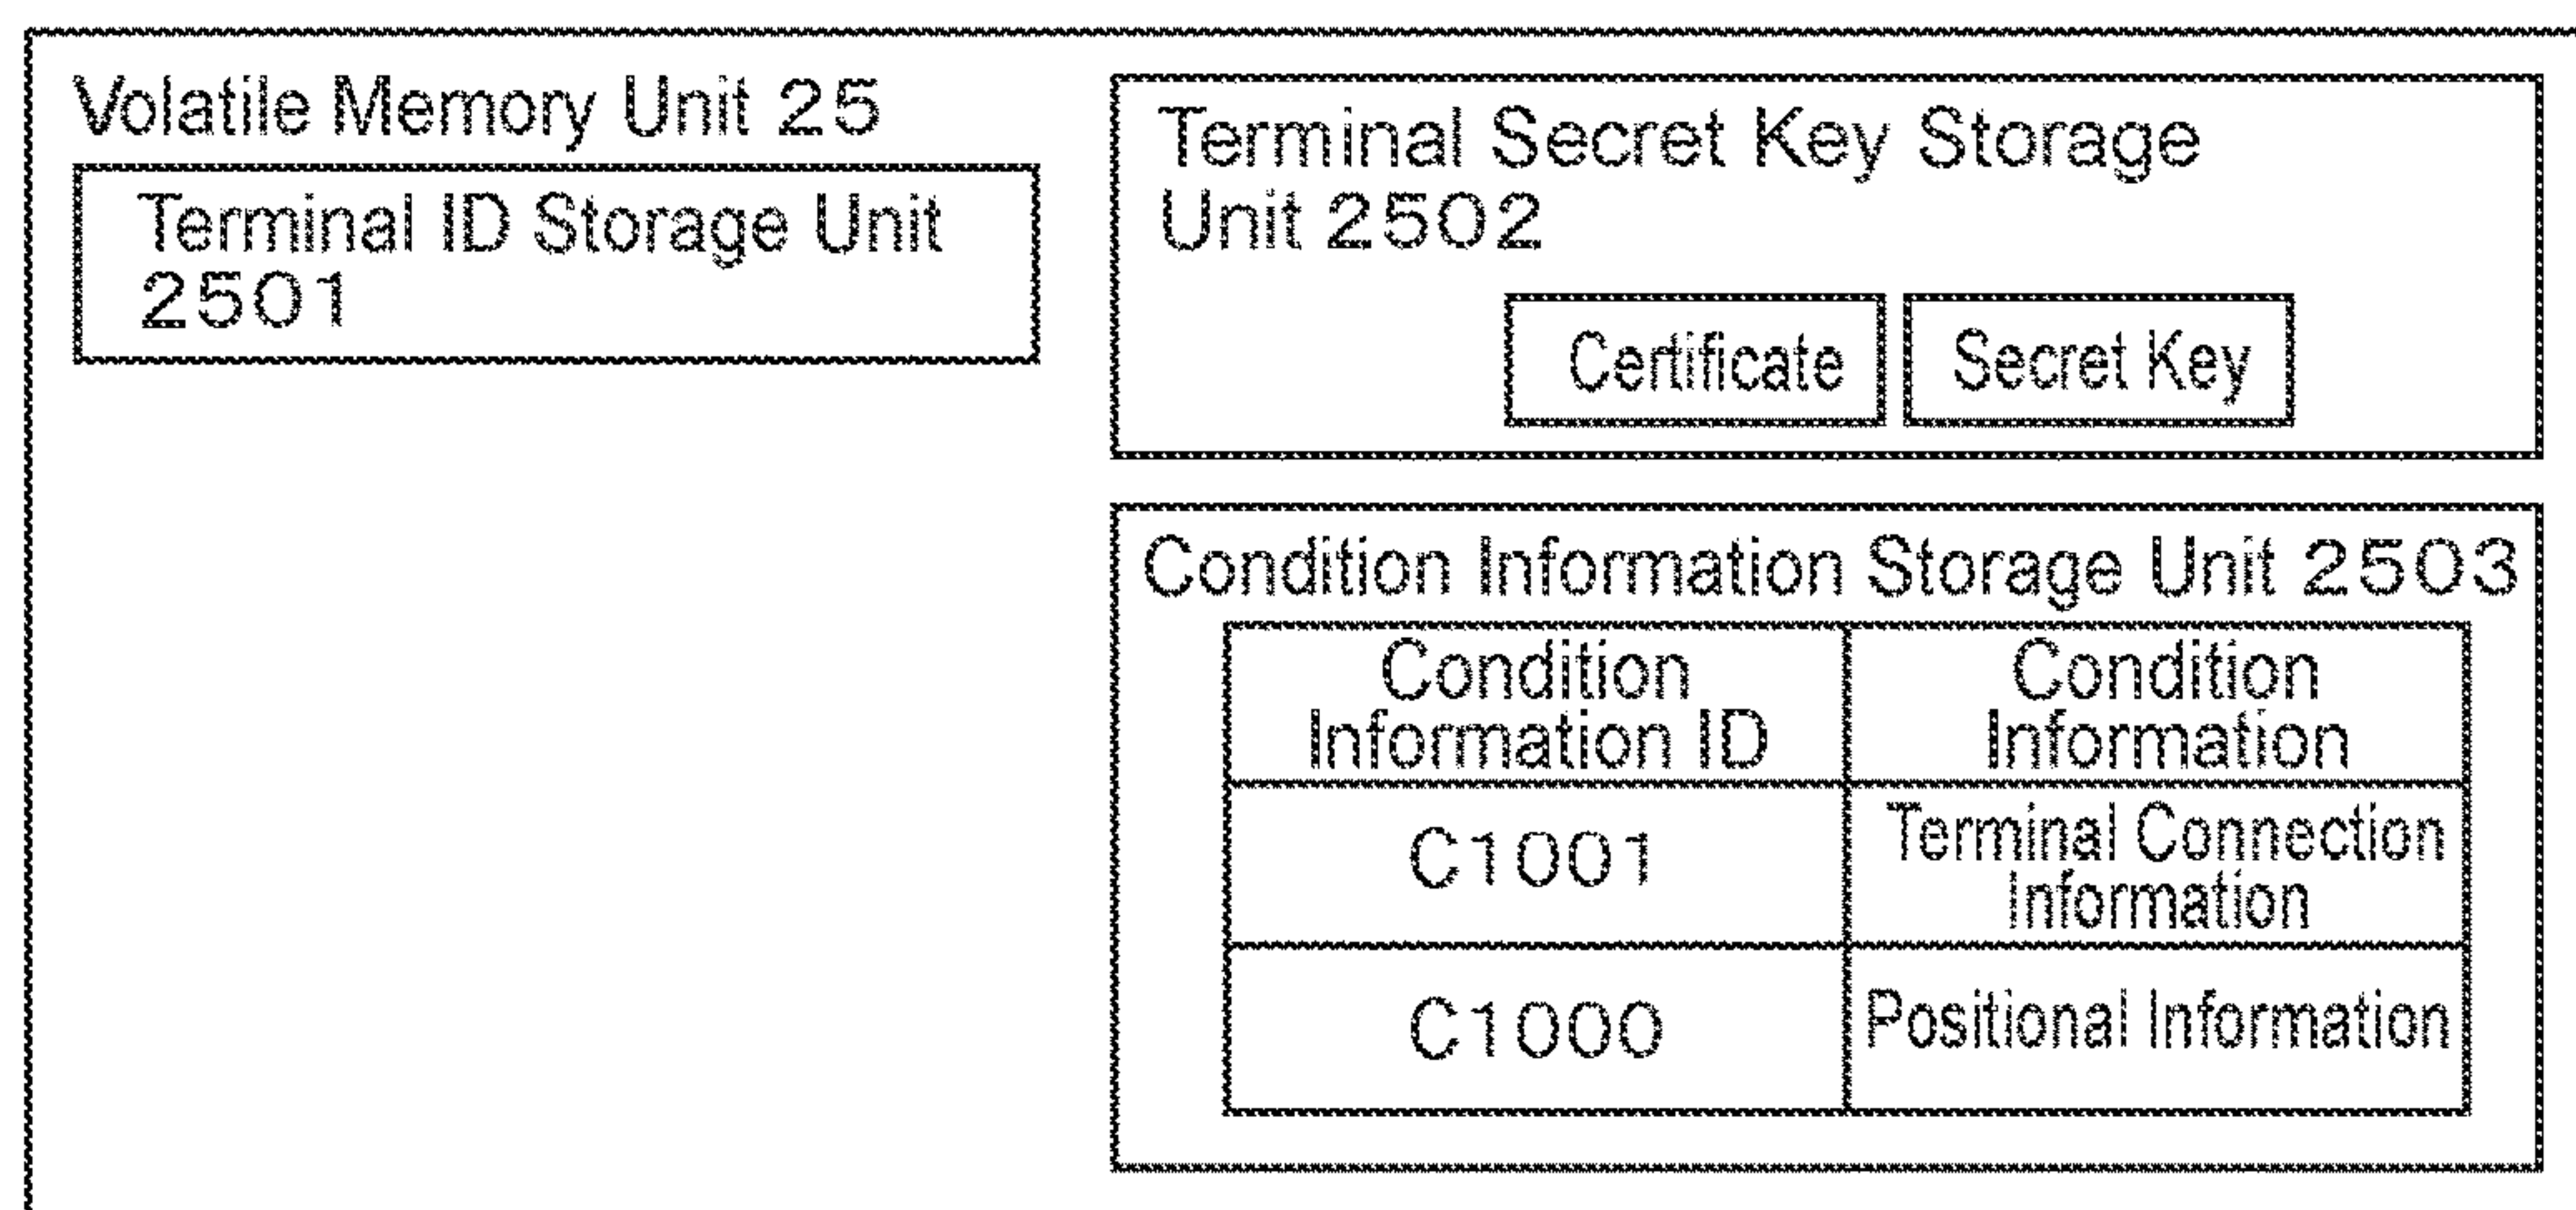 Volatile Memory Unit 25
Terminal ID Storage Unit
2501
Terminal Secret Key Storage
Unit 2502
Certificate
Secret Key
Condition Information Storage Unit 2503
Condition
Information ID
Condition
Information
C1001
Terminal Connection
Information
C1000
Positional Information